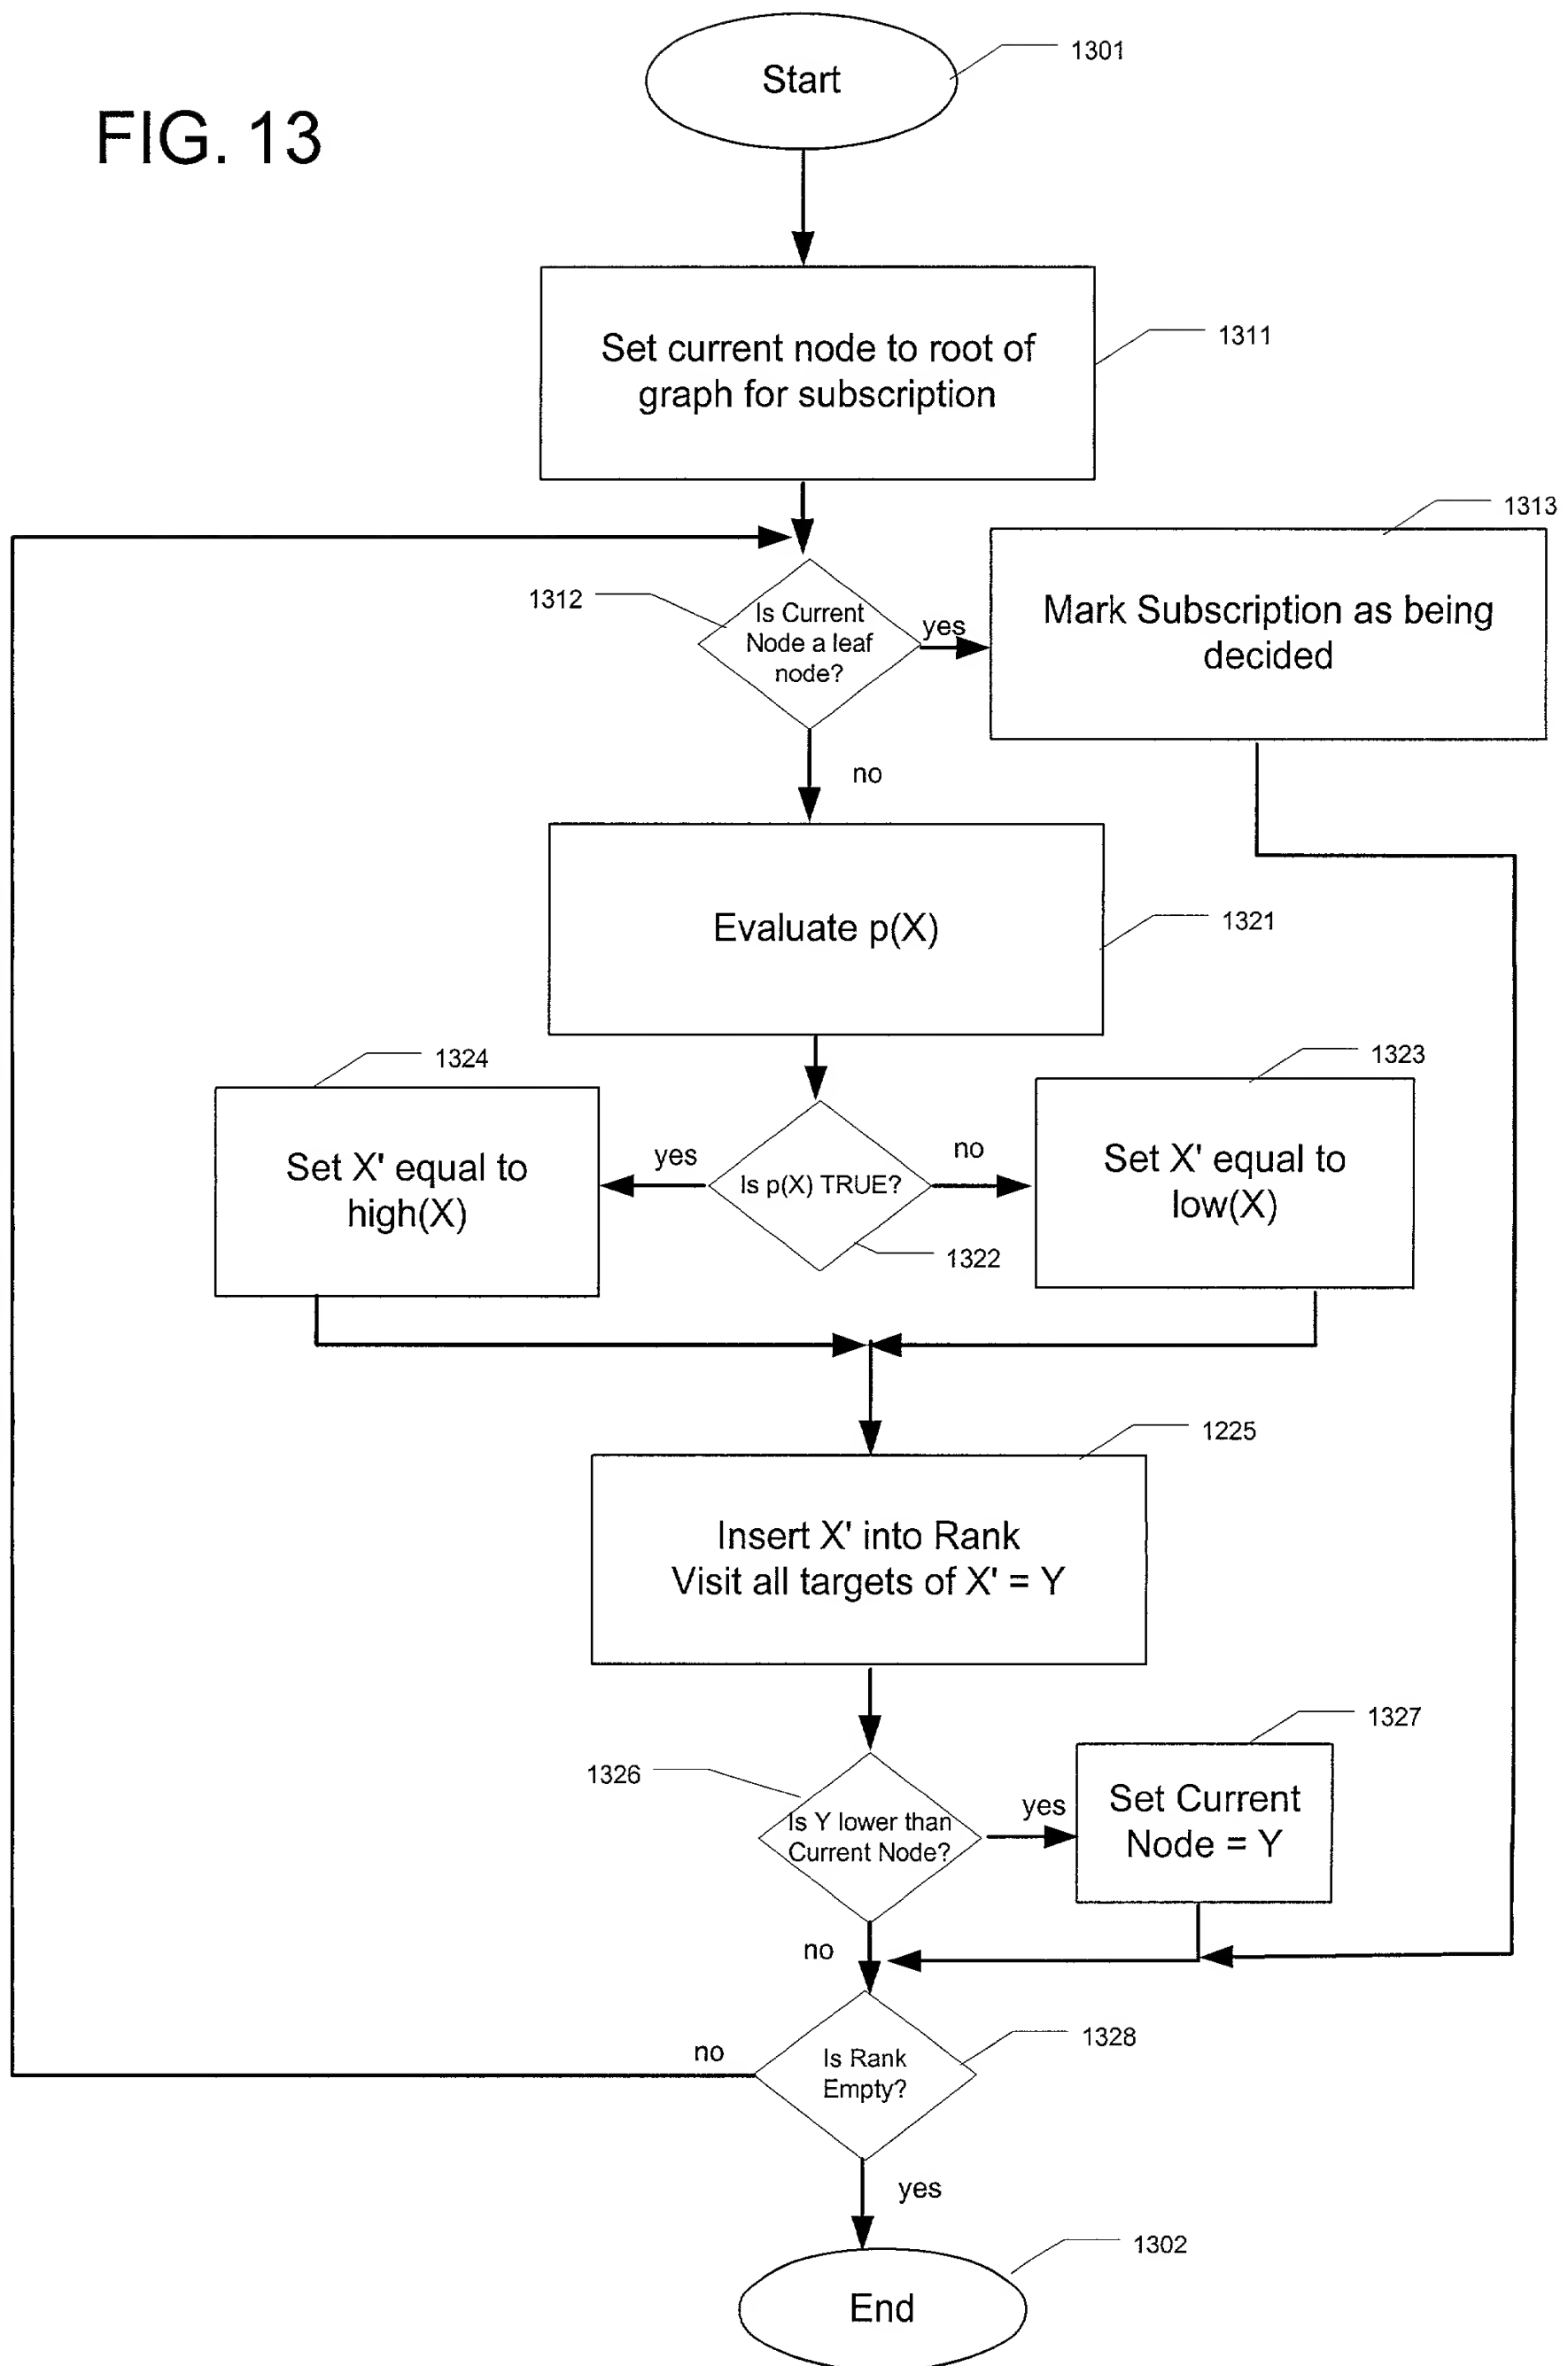 Start
1301
FIG. 13
Set current node to root of
graph for subscription
1311
1313
Mark Subscription as being
decided
1312
Is Current
Node a leaf
node?
yes
no
Evaluate p(X)
1321
1324
Set X' equal to
high(X)
yes
Is p(X) TRUE?
1322
no
1323
Set X' equal to
low(X)
1225
Insert X' into Rank
Visit all targets of X' = Y
1326
Is Y lower than
Current Node?
yes
1327
Set Current
Node = Y
no
no
Is Rank
Empty?
1328
yes
1302
End